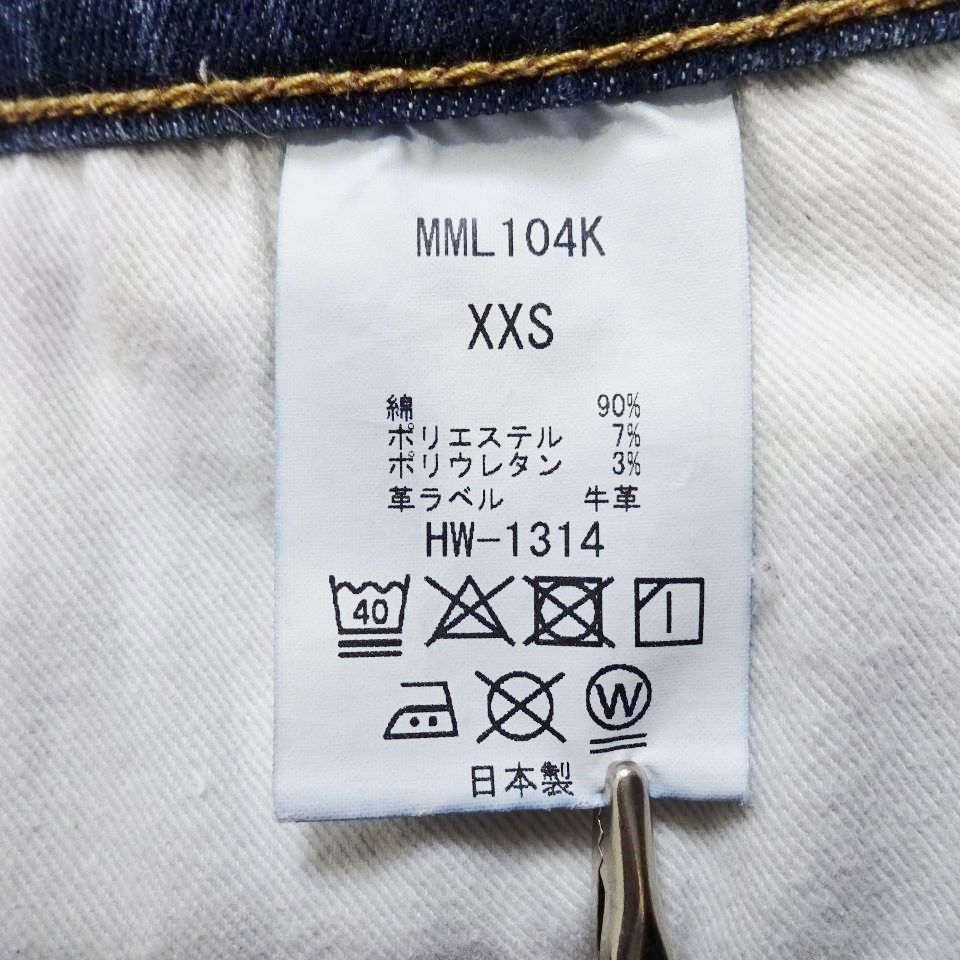 MML104K
XXS
綿 90%
ポリエステル 7%
ポリウレタン 3%
革ラベル 牛革
HW-1314
40
W
日本製